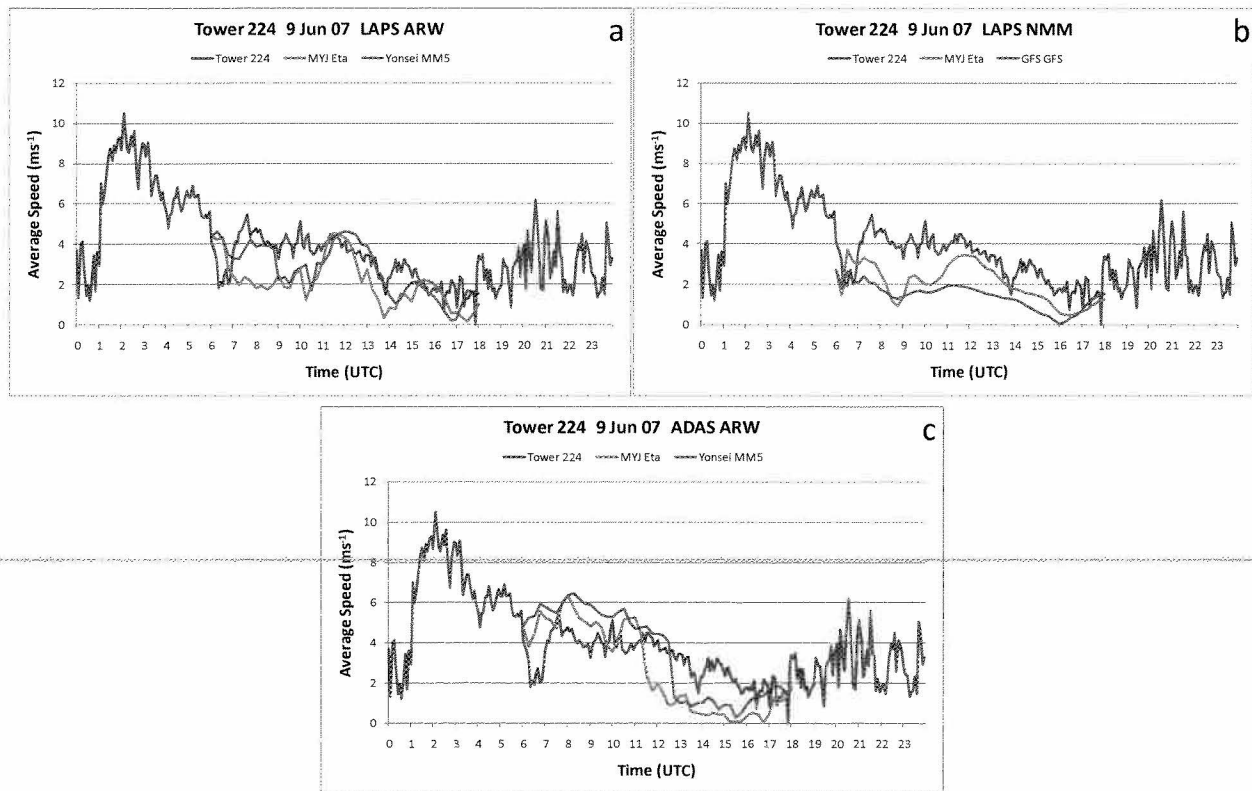 Tower 224 9 Jun 07 LAPS ARW
a
Tower 224 MYJ Eta Yonsei MM5
12
10
8
6
4
2
0
Average Speed (ms⁻¹)
0 1 2 3 4 5 6 7 8 9 10 11 12 13 14 15 16 17 18 19 20 21 22 23
Time (UTC)
Tower 224 9 Jun 07 LAPS NMM
b
Tower 224 MYJ Eta GFS GFS
12
10
8
6
4
2
0
Average Speed (ms⁻¹)
0 1 2 3 4 5 6 7 8 9 10 11 12 13 14 15 16 17 18 19 20 21 22 23
Time (UTC)
Tower 224 9 Jun 07 ADAS ARW
c
Tower 224 MYJ Eta Yonsei MM5
12
10
8
6
4
2
0
Average Speed (ms⁻¹)
0 1 2 3 4 5 6 7 8 9 10 11 12 13 14 15 16 17 18 19 20 21 22 23
Time (UTC)